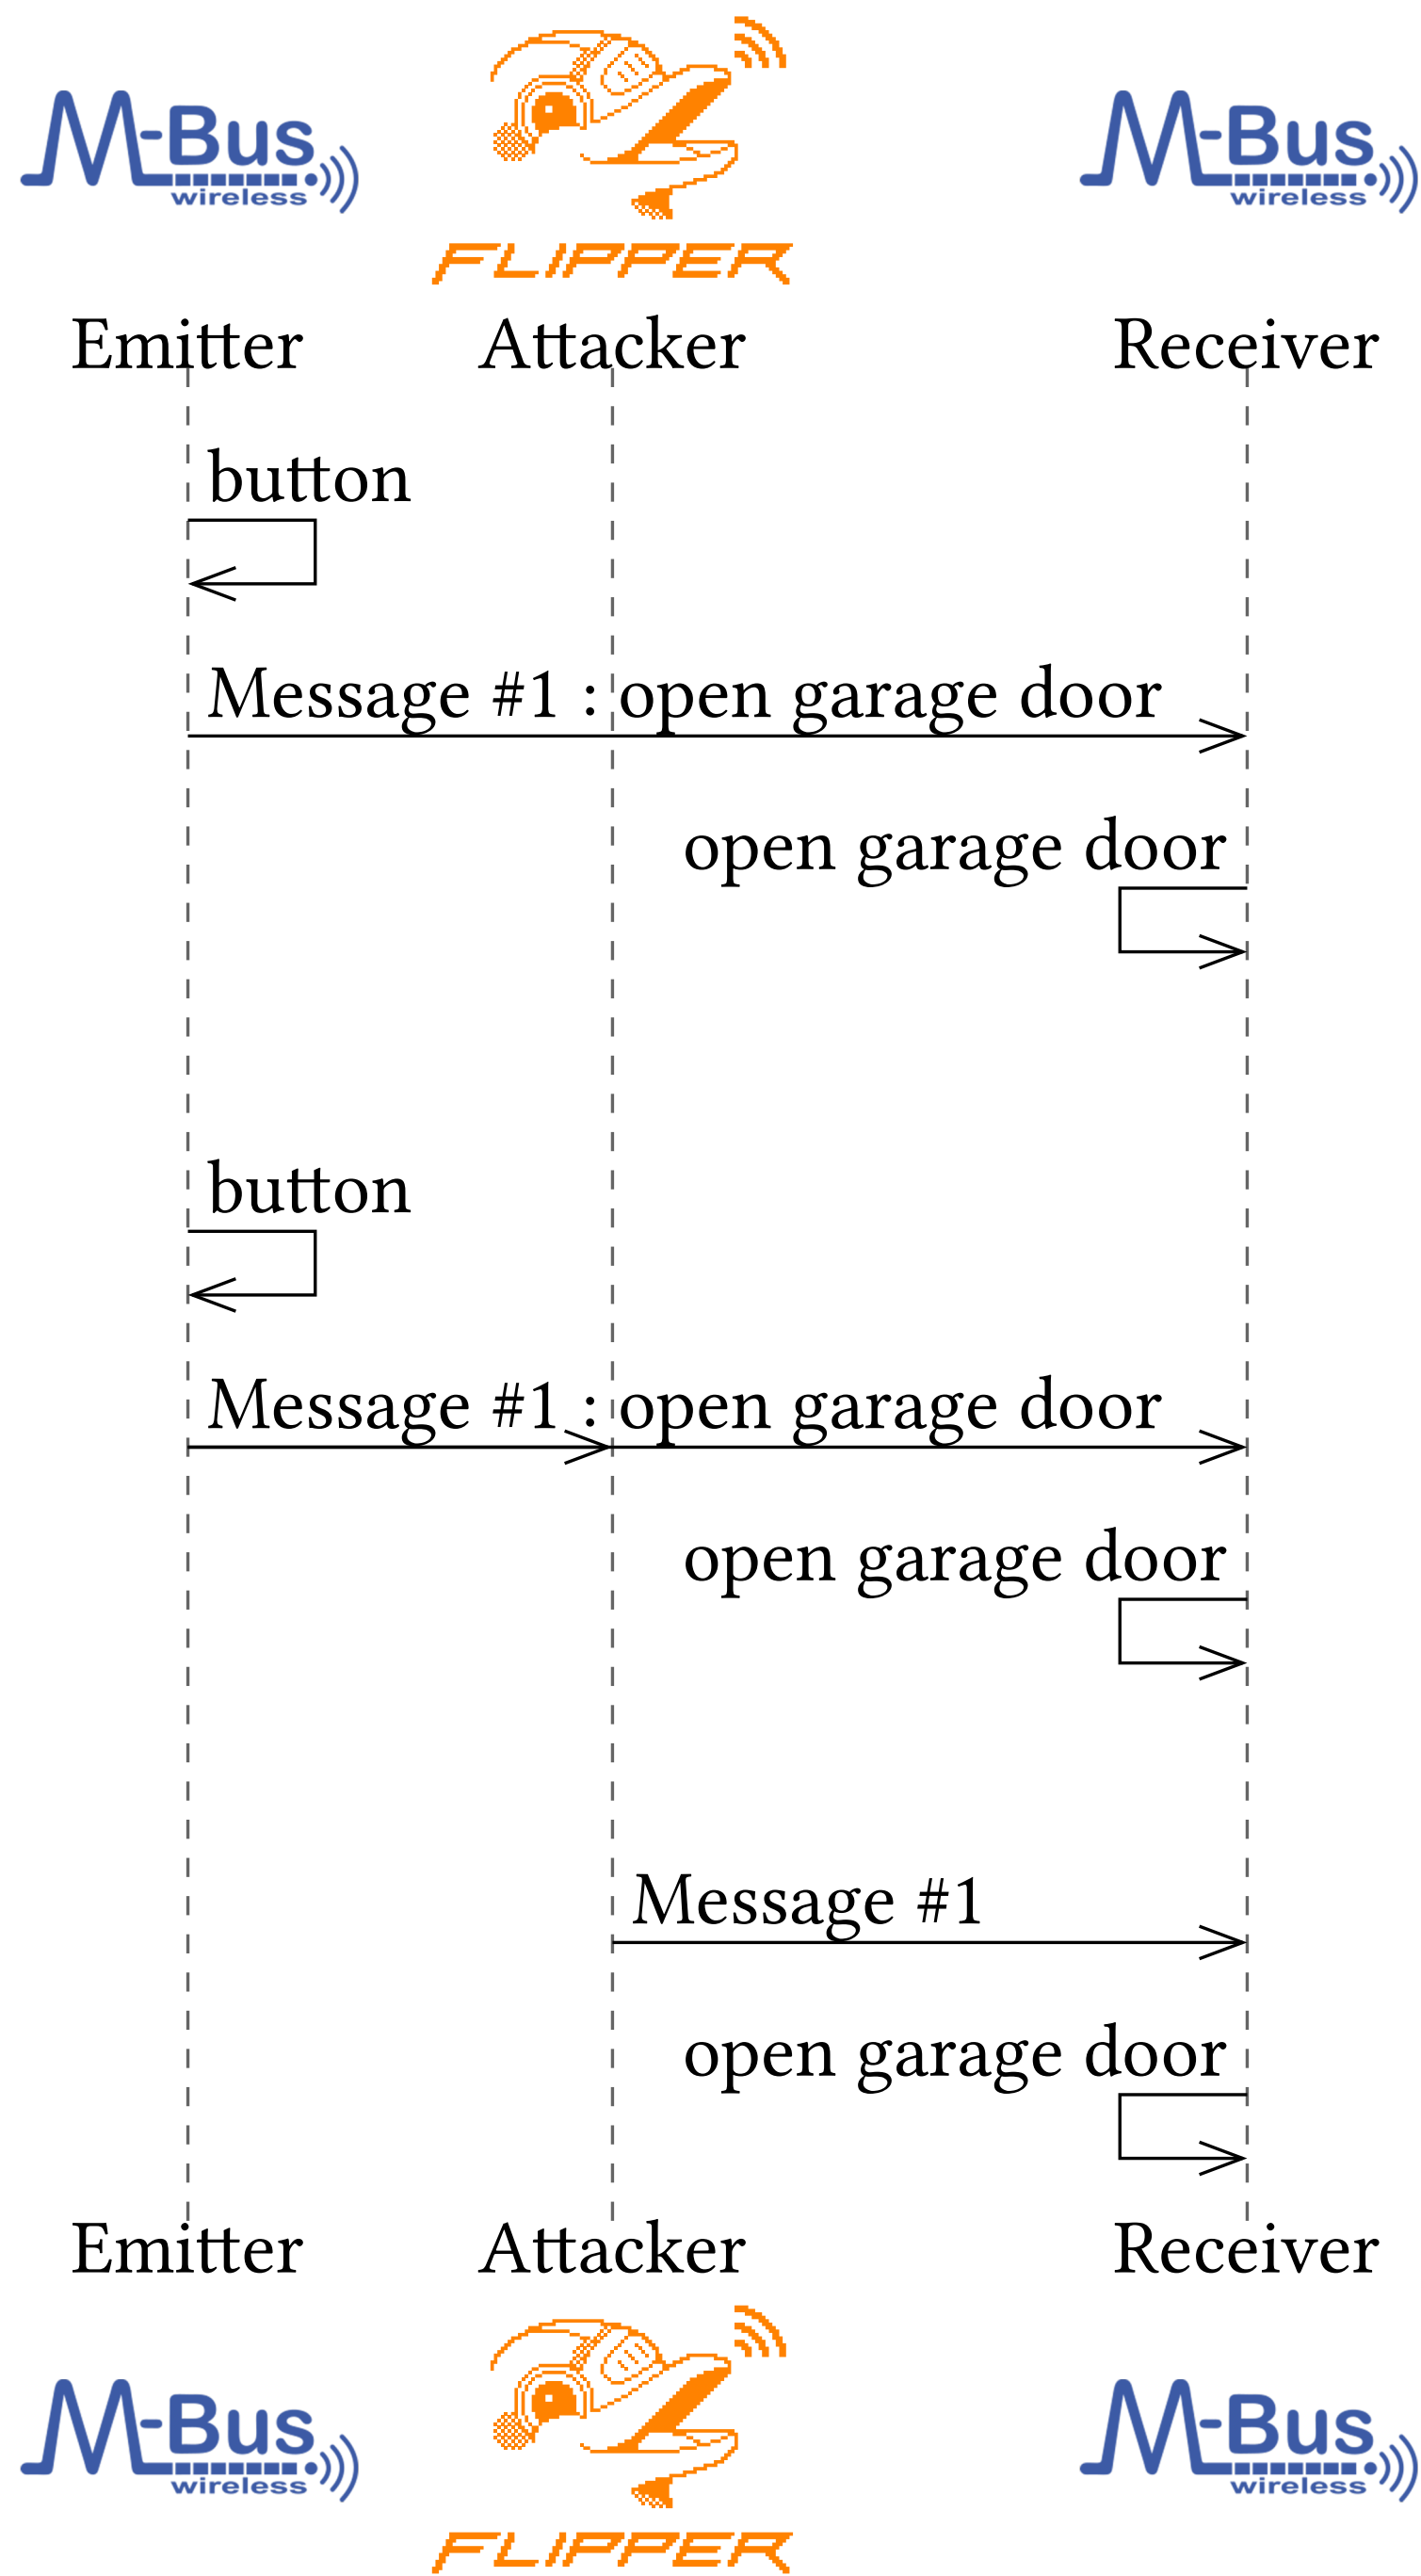 M-Bus
wireless
FLIPPER
M-Bus
wireless
Emitter
Attacker
Receiver
button
Message #1 : open garage door
open garage door
button
Message #1 : open garage door
open garage door
Message #1
open garage door
Emitter
Attacker
Receiver
M-Bus
wireless
FLIPPER
M-Bus
wireless